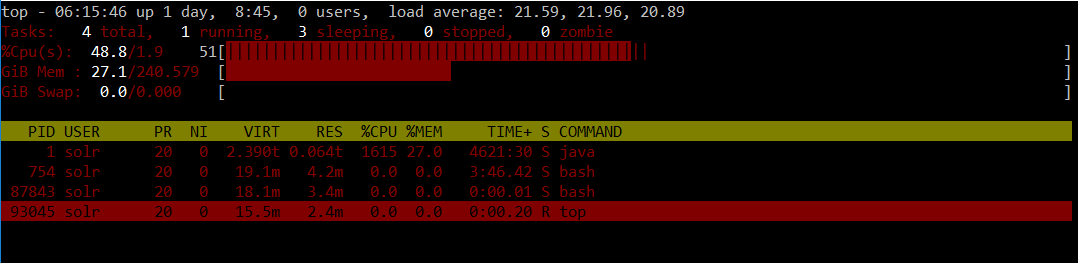 top - 06:15:46 up 1 day,  8:45,  0 users,  load average: 21.59, 21.96, 20.89
Tasks:   4 total,   1 running,   3 sleeping,   0 stopped,   0 zombie
%Cpu(s):  48.8/1.9    51[||||||||||||||||||||||||||||||||||||||||||||||||   ]
GiB Mem : 27.1/240.579  [   ]
GiB Swap:  0.0/0.000    [   ]
PID USER      PR  NI    VIRT    RES  %CPU %MEM     TIME+ S COMMAND
1 solr      20   0  2.390t 0.064t  1615 27.0   4621:30 S java
754 solr      20   0   19.1m   4.2m   0.0  0.0   3:46.42 S bash
87843 solr      20   0   18.1m   3.4m   0.0  0.0   0:00.01 S bash
93045 solr      20   0   15.5m   2.4m   0.0  0.0   0:00.20 R top